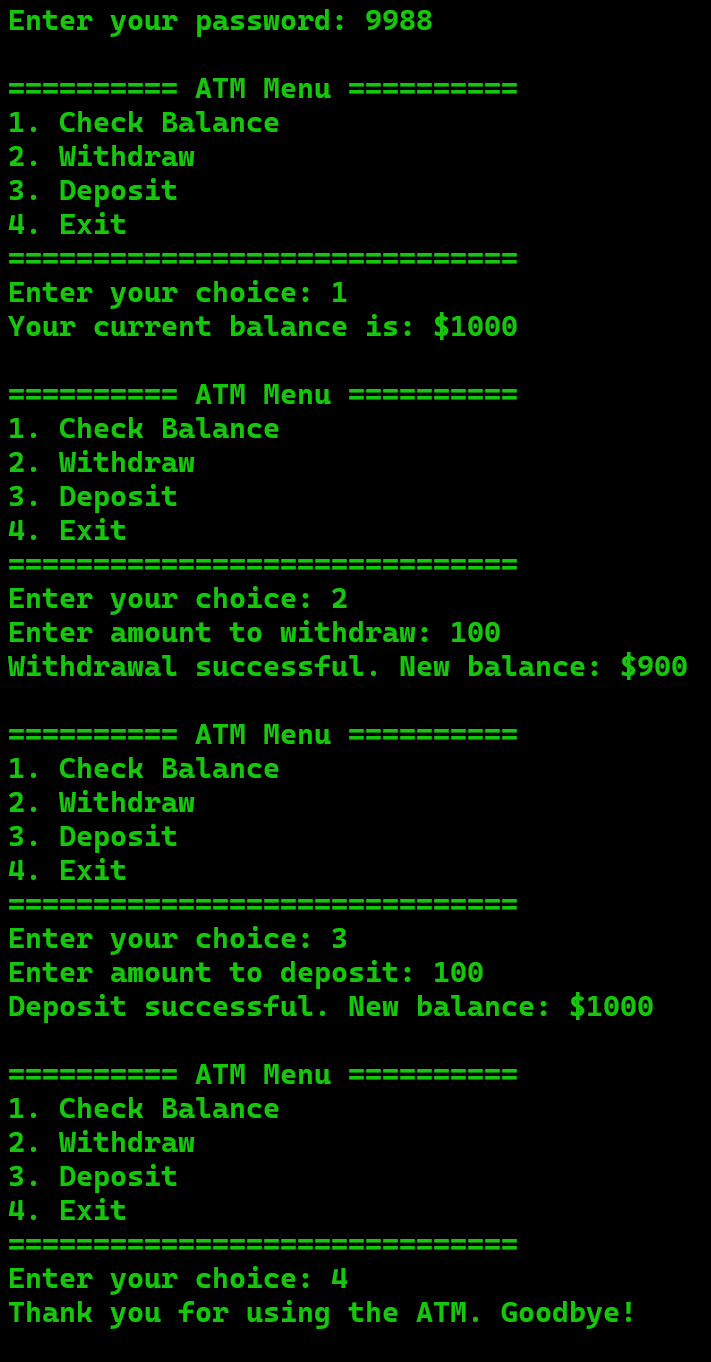 Enter your password: 9988
========== ATM Menu ==========
1. Check Balance
2. Withdraw
3. Deposit
4. Exit
==============================
Enter your choice: 1
Your current balance is: $1000
========== ATM Menu ==========
1. Check Balance
2. Withdraw
3. Deposit
4. Exit
==============================
Enter your choice: 2
Enter amount to withdraw: 100
Withdrawal successful. New balance: $900
========== ATM Menu ==========
1. Check Balance
2. Withdraw
3. Deposit
4. Exit
==============================
Enter your choice: 3
Enter amount to deposit: 100
Deposit successful. New balance: $1000
========== ATM Menu ==========
1. Check Balance
2. Withdraw
3. Deposit
4. Exit
==============================
Enter your choice: 4
Thank you for using the ATM. Goodbye!